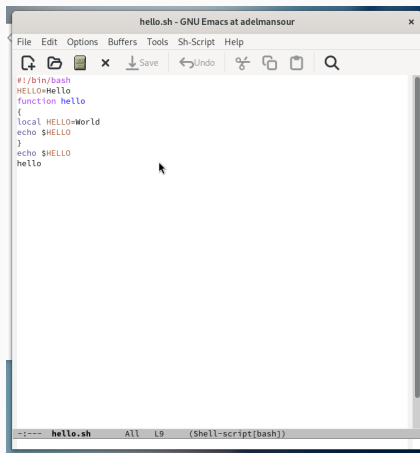 hello.sh - GNU Emacs at adelmansour ×
File Edit Options Buffers Tools Sh-Script Help
Save Undo
#!/bin/bash
HELLO=Hello
function hello
{
local HELLO=World
echo $HELLO
}
echo $HELLO
hello
-:--- hello.sh All L9 (Shell-script[bash])